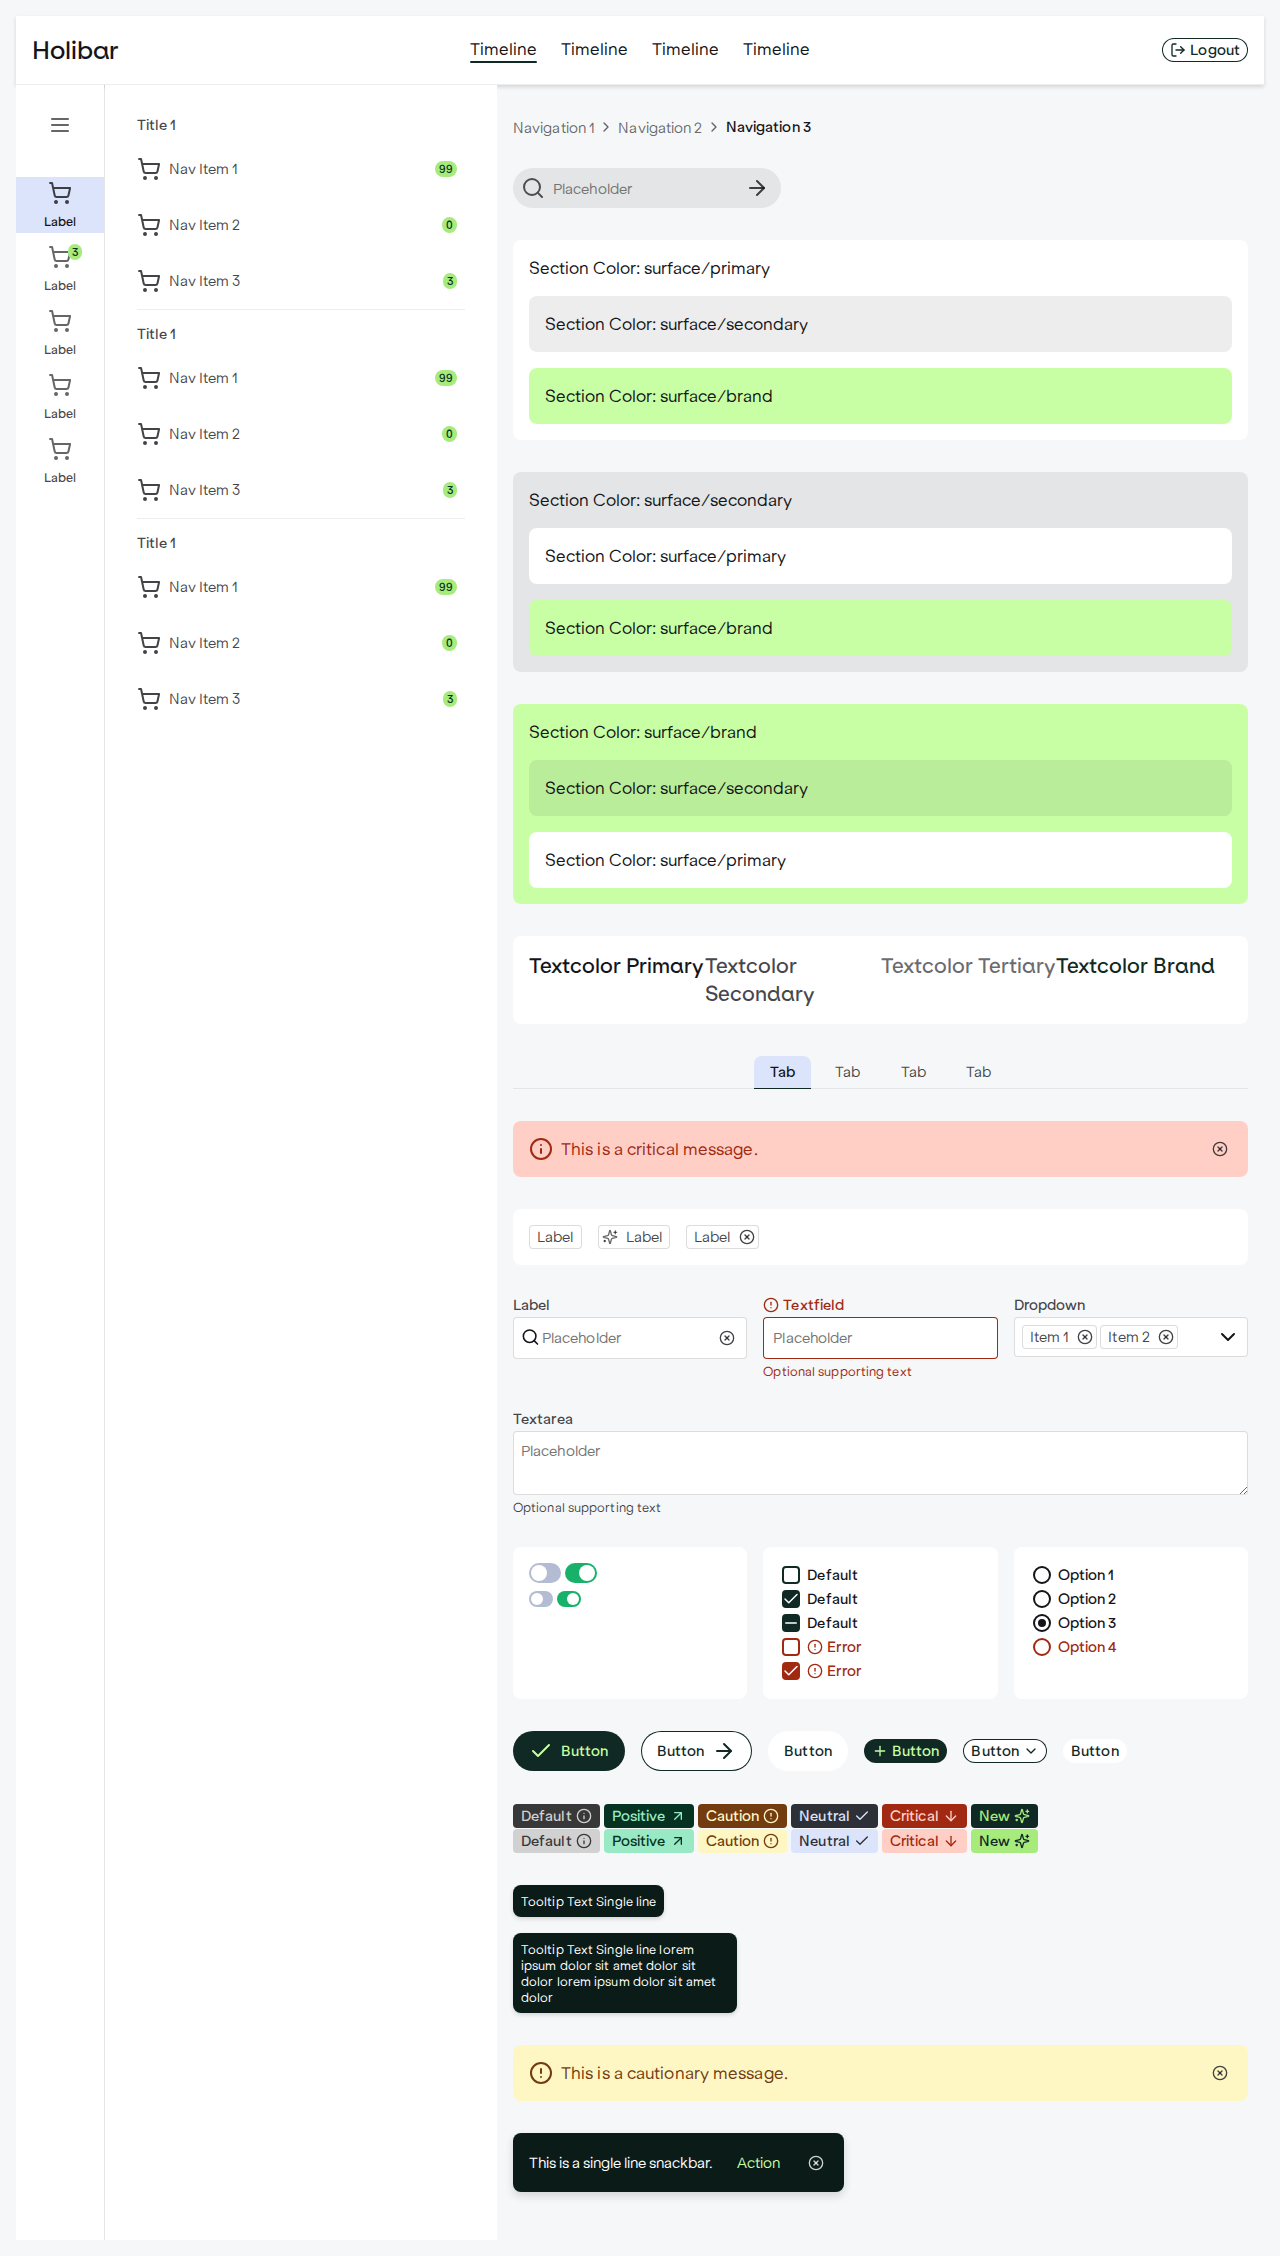 Holibar
Timeline Timeline Timeline Timeline
Logout
Label
3
Label
Label
Label
Label
Title 1
Nav Item 1 99
Nav Item 2 0
Nav Item 3 3
Title 1
Nav Item 1 99
Nav Item 2 0
Nav Item 3 3
Title 1
Nav Item 1 99
Nav Item 2 0
Nav Item 3 3
Navigation 1 Navigation 2 Navigation 3
Placeholder
Section Color: surface/primary
Section Color: surface/secondary
Section Color: surface/brand
Section Color: surface/secondary
Section Color: surface/primary
Section Color: surface/brand
Section Color: surface/brand
Section Color: surface/secondary
Section Color: surface/primary
Textcolor Primary
Textcolor
Secondary
Textcolor Tertiary
Textcolor Brand
Tab Tab Tab Tab
This is a critical message.
Label Label Label
Label
Placeholder
Textfield
Placeholder
Optional supporting text
Dropdown
Item 1 Item 2
Textarea
Placeholder
Optional supporting text
Default
Default
Default
Error
Error
Option 1
Option 2
Option 3
Option 4
Button Button Button Button Button Button
Default Positive Caution Neutral Critical New
Default Positive Caution Neutral Critical New
Tooltip Text Single line
Tooltip Text Single line lorem
ipsum dolor sit amet dolor sit
dolor lorem ipsum dolor sit amet
dolor
This is a cautionary message.
This is a single line snackbar. Action